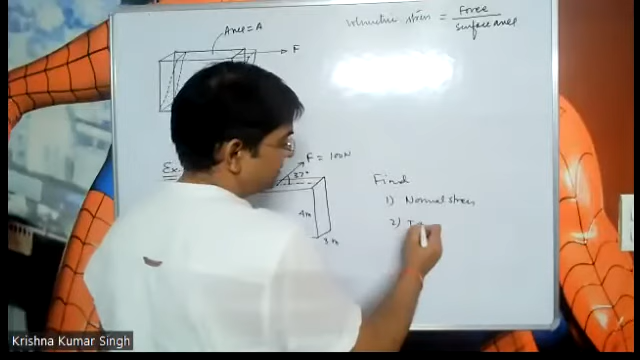 volumetric stress = Force
surface area
Area = A
F
Ex.
F = 100N
37°
Find
1) Normal stress
4m
2) T
3m
Krishna Kumar Singh